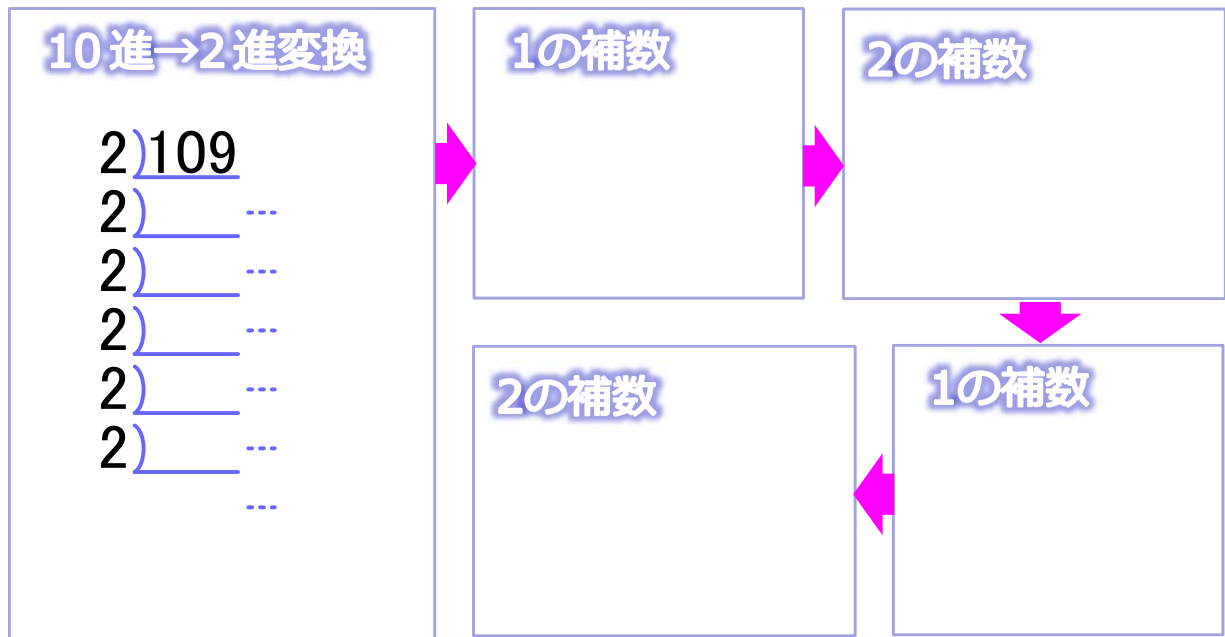 10進→2進変換
2)109
2) ---
2) ---
2) ---
2) ---
2) ---
---
1の補数
2の補数
1の補数
2の補数